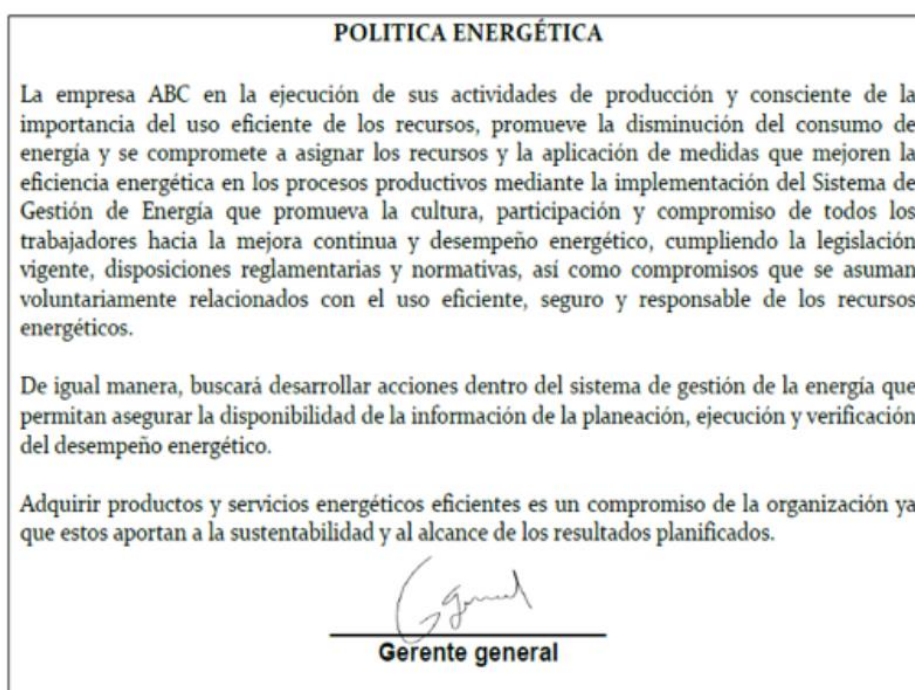 POLITICA ENERGÉTICA
La empresa ABC en la ejecución de sus actividades de producción y consciente de la
importancia del uso eficiente de los recursos, promueve la disminución del consumo de
energía y se compromete a asignar los recursos y la aplicación de medidas que mejoren la
eficiencia energética en los procesos productivos mediante la implementación del Sistema de
Gestión de Energía que promueva la cultura, participación y compromiso de todos los
trabajadores hacia la mejora continua y desempeño energético, cumpliendo la legislación
vigente, disposiciones reglamentarias y normativas, así como compromisos que se asuman
voluntariamente relacionados con el uso eficiente, seguro y responsable de los recursos
energéticos.
De igual manera, buscará desarrollar acciones dentro del sistema de gestión de la energía que
permitan asegurar la disponibilidad de la información de la planeación, ejecución y verificación
del desempeño energético.
Adquirir productos y servicios energéticos eficientes es un compromiso de la organización ya
que estos aportan a la sustentabilidad y al alcance de los resultados planificados.
Gerente general